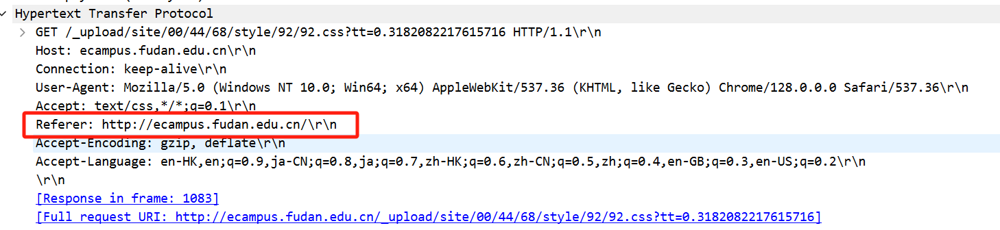 Hypertext Transfer Protocol
GET /_upload/site/00/44/68/style/92/92.css?tt=0.3182082217615716 HTTP/1.1\r\n
Host: ecampus.fudan.edu.cn\r\n
Connection: keep-alive\r\n
User-Agent: Mozilla/5.0 (Windows NT 10.0; Win64; x64) AppleWebKit/537.36 (KHTML, like Gecko) Chrome/128.0.0.0 Safari/537.36\r\n
Accept: text/css,*/*;q=0.1\r\n
Referer: http://ecampus.fudan.edu.cn/\r\n
Accept-Encoding: gzip, deflate\r\n
Accept-Language: en-HK,en;q=0.9,ja-CN;q=0.8,ja;q=0.7,zh-HK;q=0.6,zh-CN;q=0.5,zh;q=0.4,en-GB;q=0.3,en-US;q=0.2\r\n
\r\n
[Response in frame: 1083]
[Full request URI: http://ecampus.fudan.edu.cn/_upload/site/00/44/68/style/92/92.css?tt=0.3182082217615716]